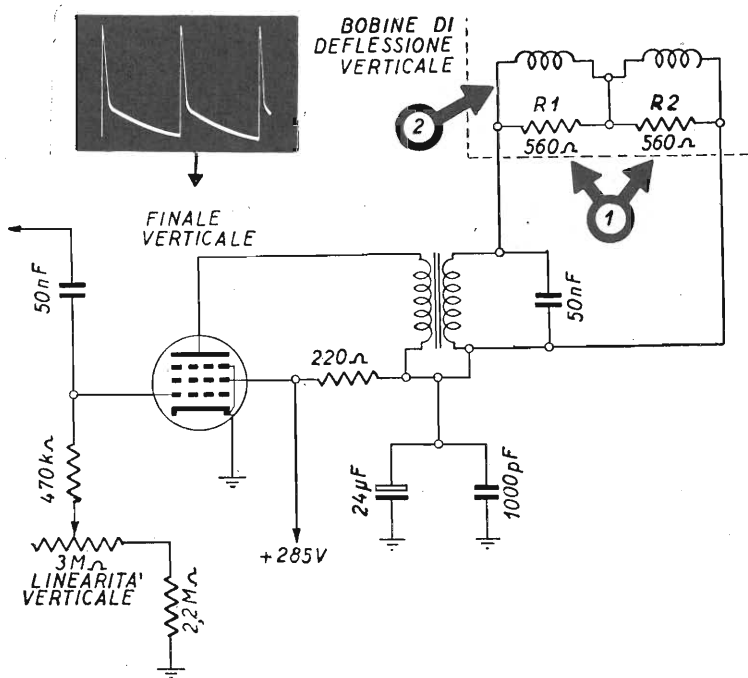 BOBINE DI
DEFLESSIONE
VERTICALE
R1
R2
560Ω
560Ω
2
1
FINALE
VERTICALE
50nF
50nF
220Ω
470kΩ
24µF
1000pF
+285V
3MΩ
LINEARITA'
VERTICALE
2,2MΩ